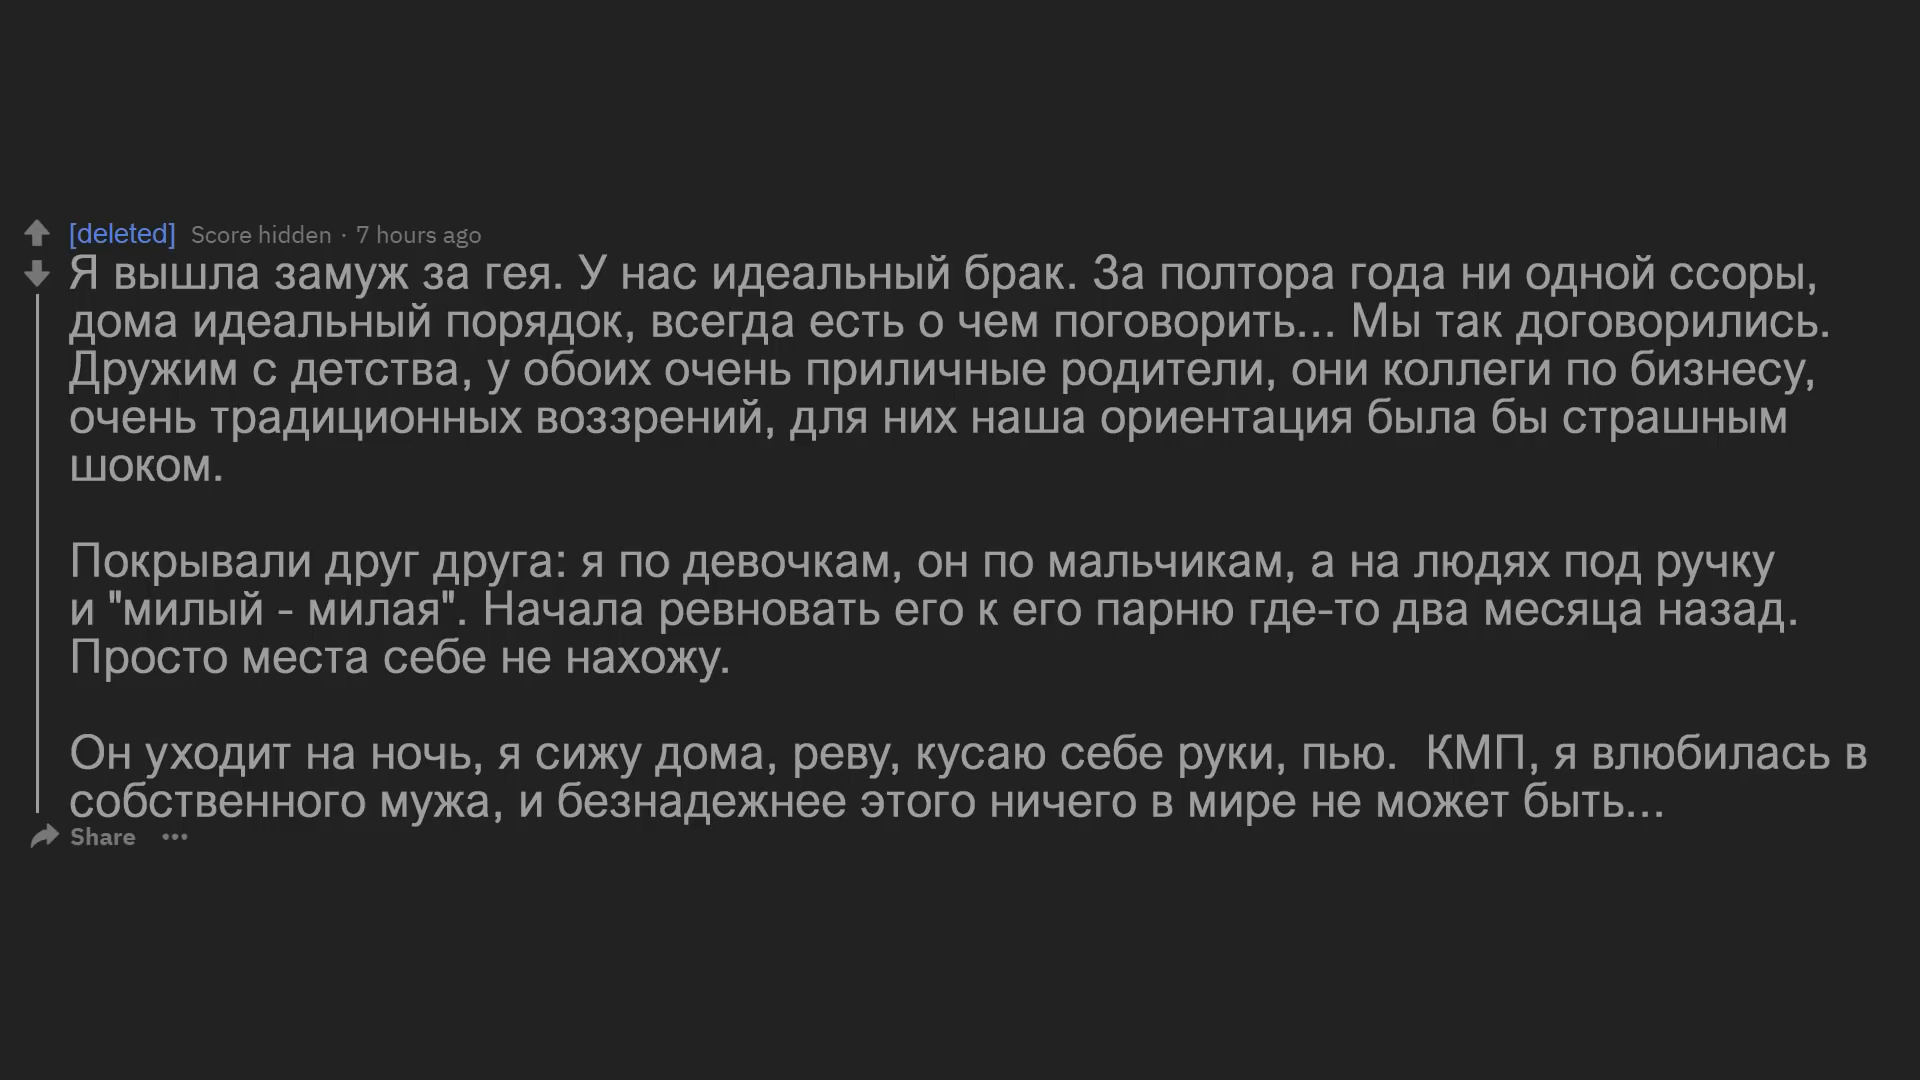 [deleted] Score hidden · 7 hours ago
Я вышла замуж за гея. У нас идеальный брак. За полтора года ни одной ссоры,
дома идеальный порядок, всегда есть о чем поговорить... Мы так договорились.
Дружим с детства, у обоих очень приличные родители, они коллеги по бизнесу,
очень традиционных воззрений, для них наша ориентация была бы страшным
шоком.
Покрывали друг друга: я по девочкам, он по мальчикам, а на людях под ручку
и "милый - милая". Начала ревновать его к его парню где-то два месяца назад.
Просто места себе не нахожу.
Он уходит на ночь, я сижу дома, реву, кусаю себе руки, пью.  КМП, я влюбилась в
собственного мужа, и безнадежнее этого ничего в мире не может быть...
Share ···